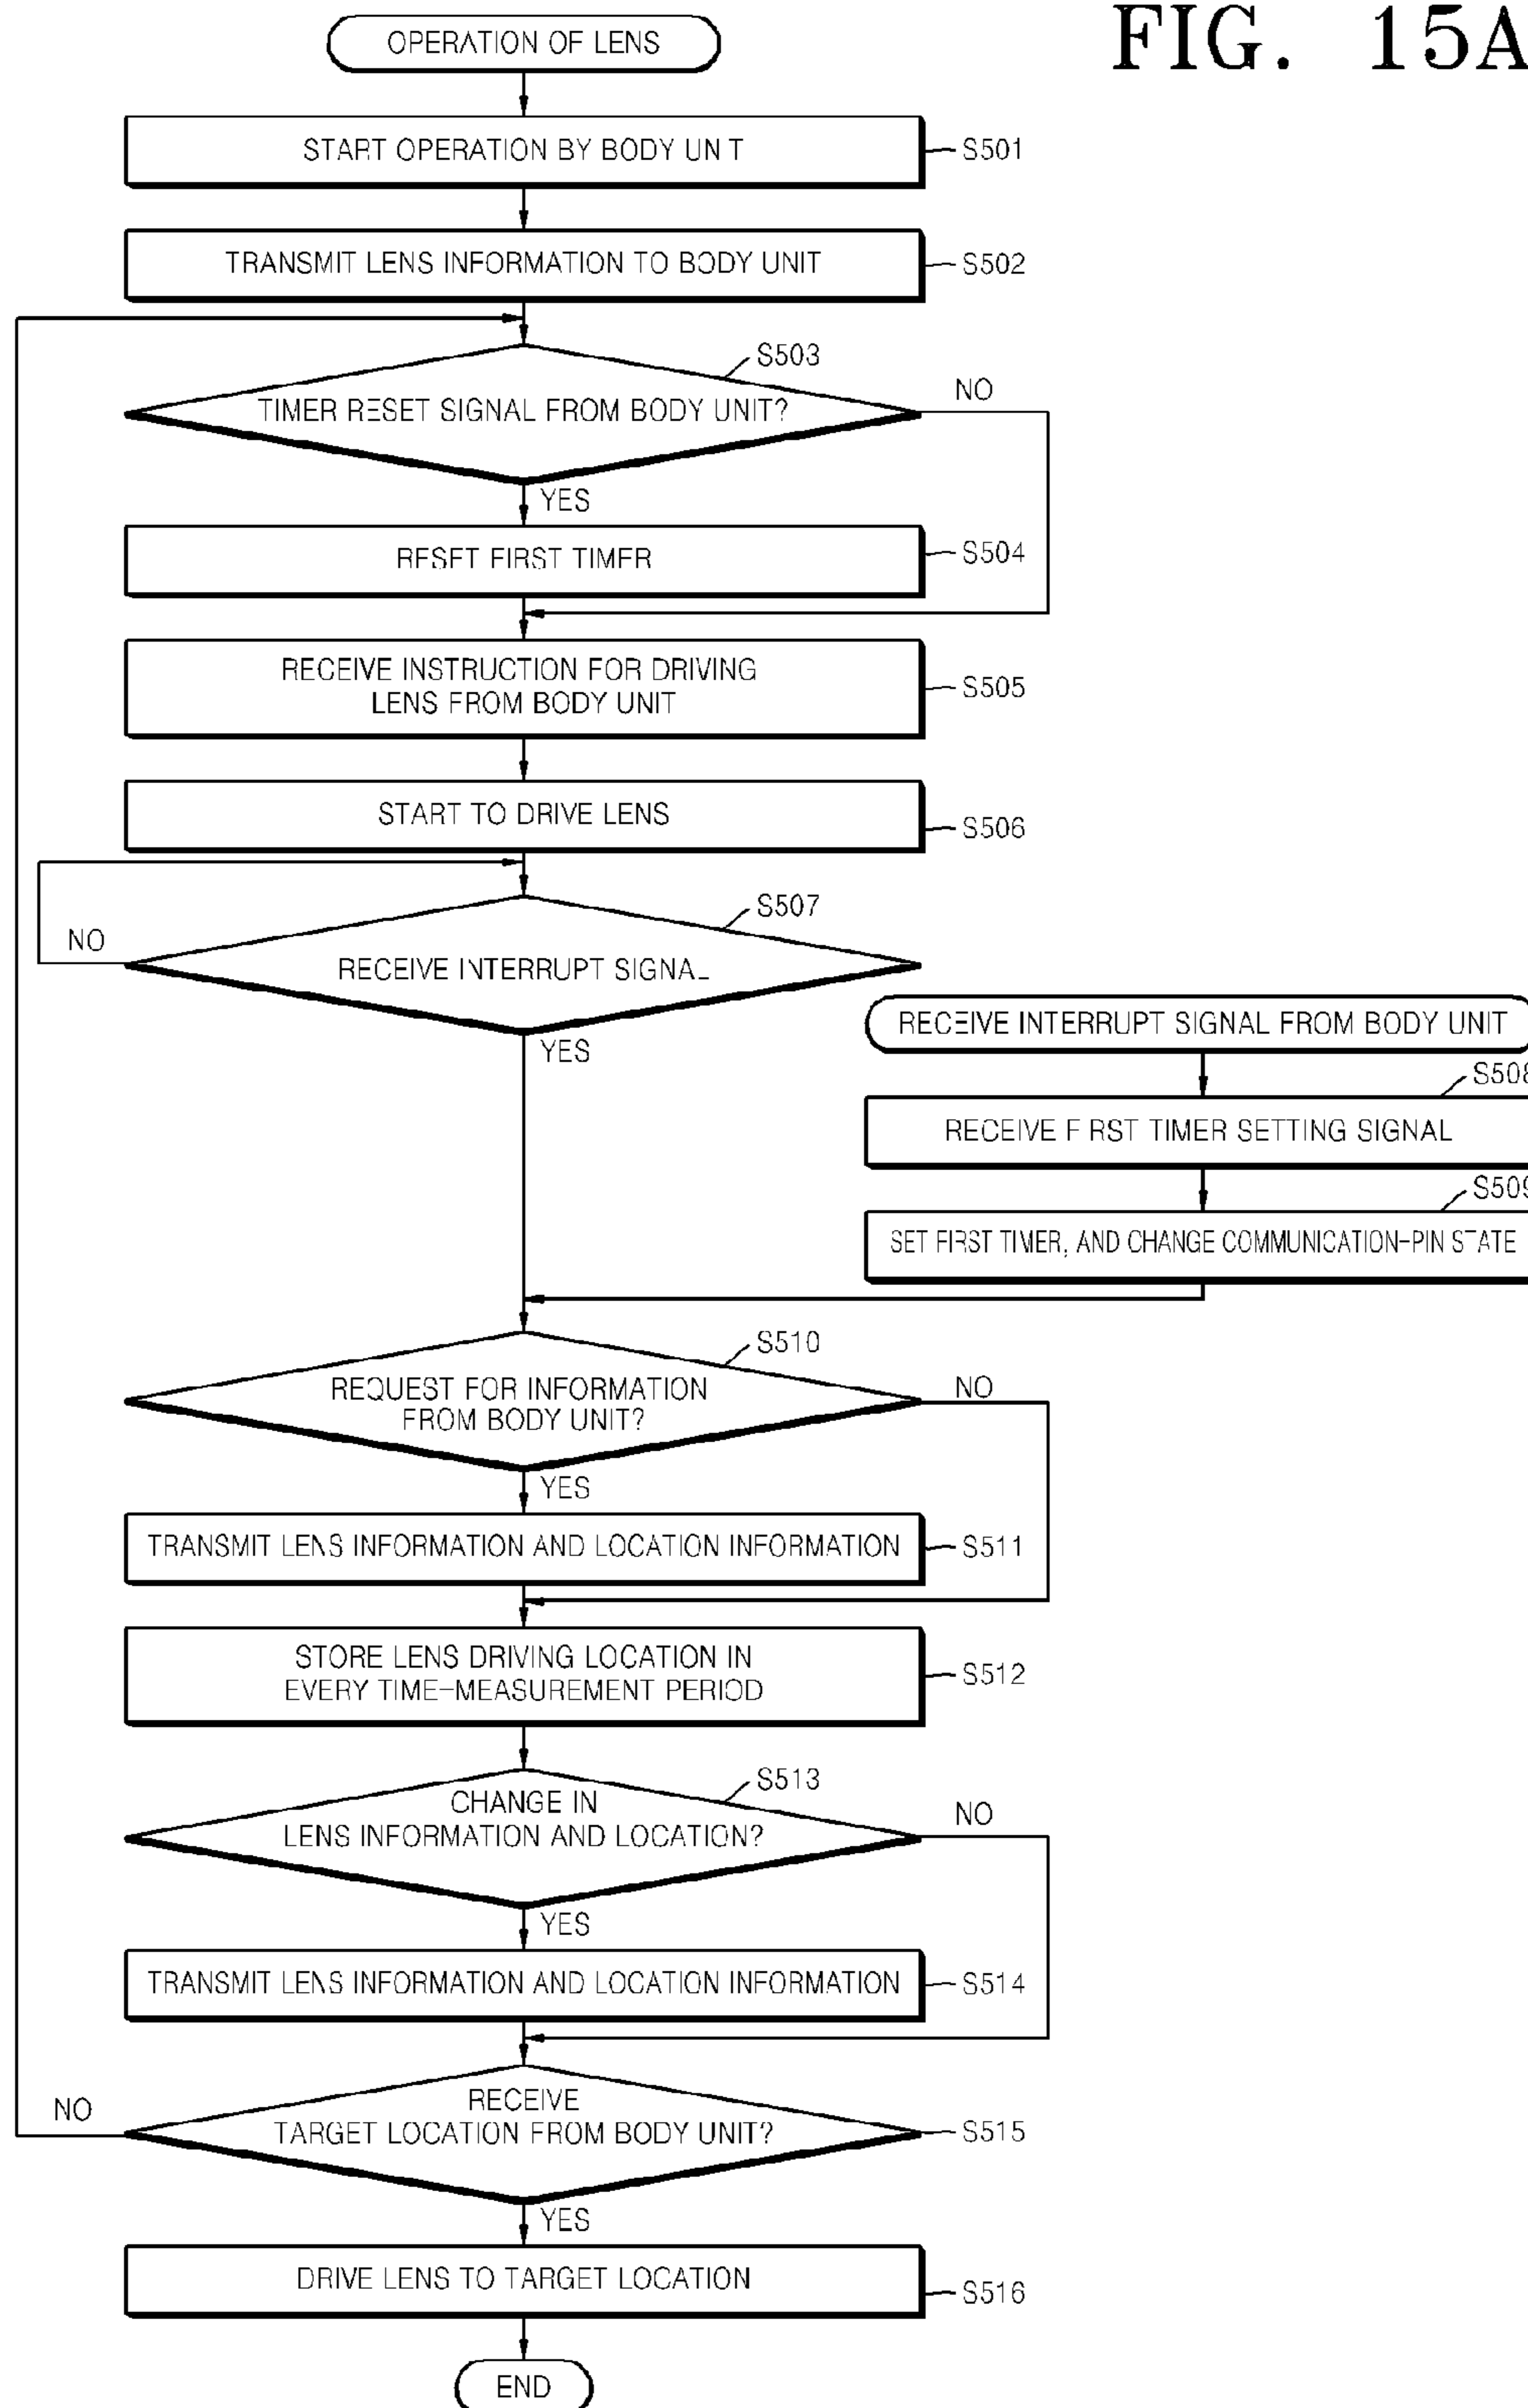 FIG. 15A
OPERATION OF LENS
START OPERATION BY BODY UNIT
S501
TRANSMIT LENS INFORMATION TO BODY UNIT
S502
S503
TIMER RESET SIGNAL FROM BODY UNIT?
NO
YES
RESET FIRST TIMER
S504
RECEIVE INSTRUCTION FOR DRIVING
LENS FROM BODY UNIT
S505
START TO DRIVE LENS
S506
S507
NO
RECEIVE INTERRUPT SIGNAL
YES
RECEIVE INTERRUPT SIGNAL FROM BODY UNIT
S508
RECEIVE FIRST TIMER SETTING SIGNAL
S509
SET FIRST TIMER, AND CHANGE COMMUNICATION-PIN STATE
S510
REQUEST FOR INFORMATION
FROM BODY UNIT?
NO
YES
TRANSMIT LENS INFORMATION AND LOCATION INFORMATION
S511
STORE LENS DRIVING LOCATION IN
EVERY TIME-MEASUREMENT PERIOD
S512
S513
CHANGE IN
LENS INFORMATION AND LOCATION?
NO
YES
TRANSMIT LENS INFORMATION AND LOCATION INFORMATION
S514
RECEIVE
TARGET LOCATION FROM BODY UNIT?
NO
S515
YES
DRIVE LENS TO TARGET LOCATION
S516
END